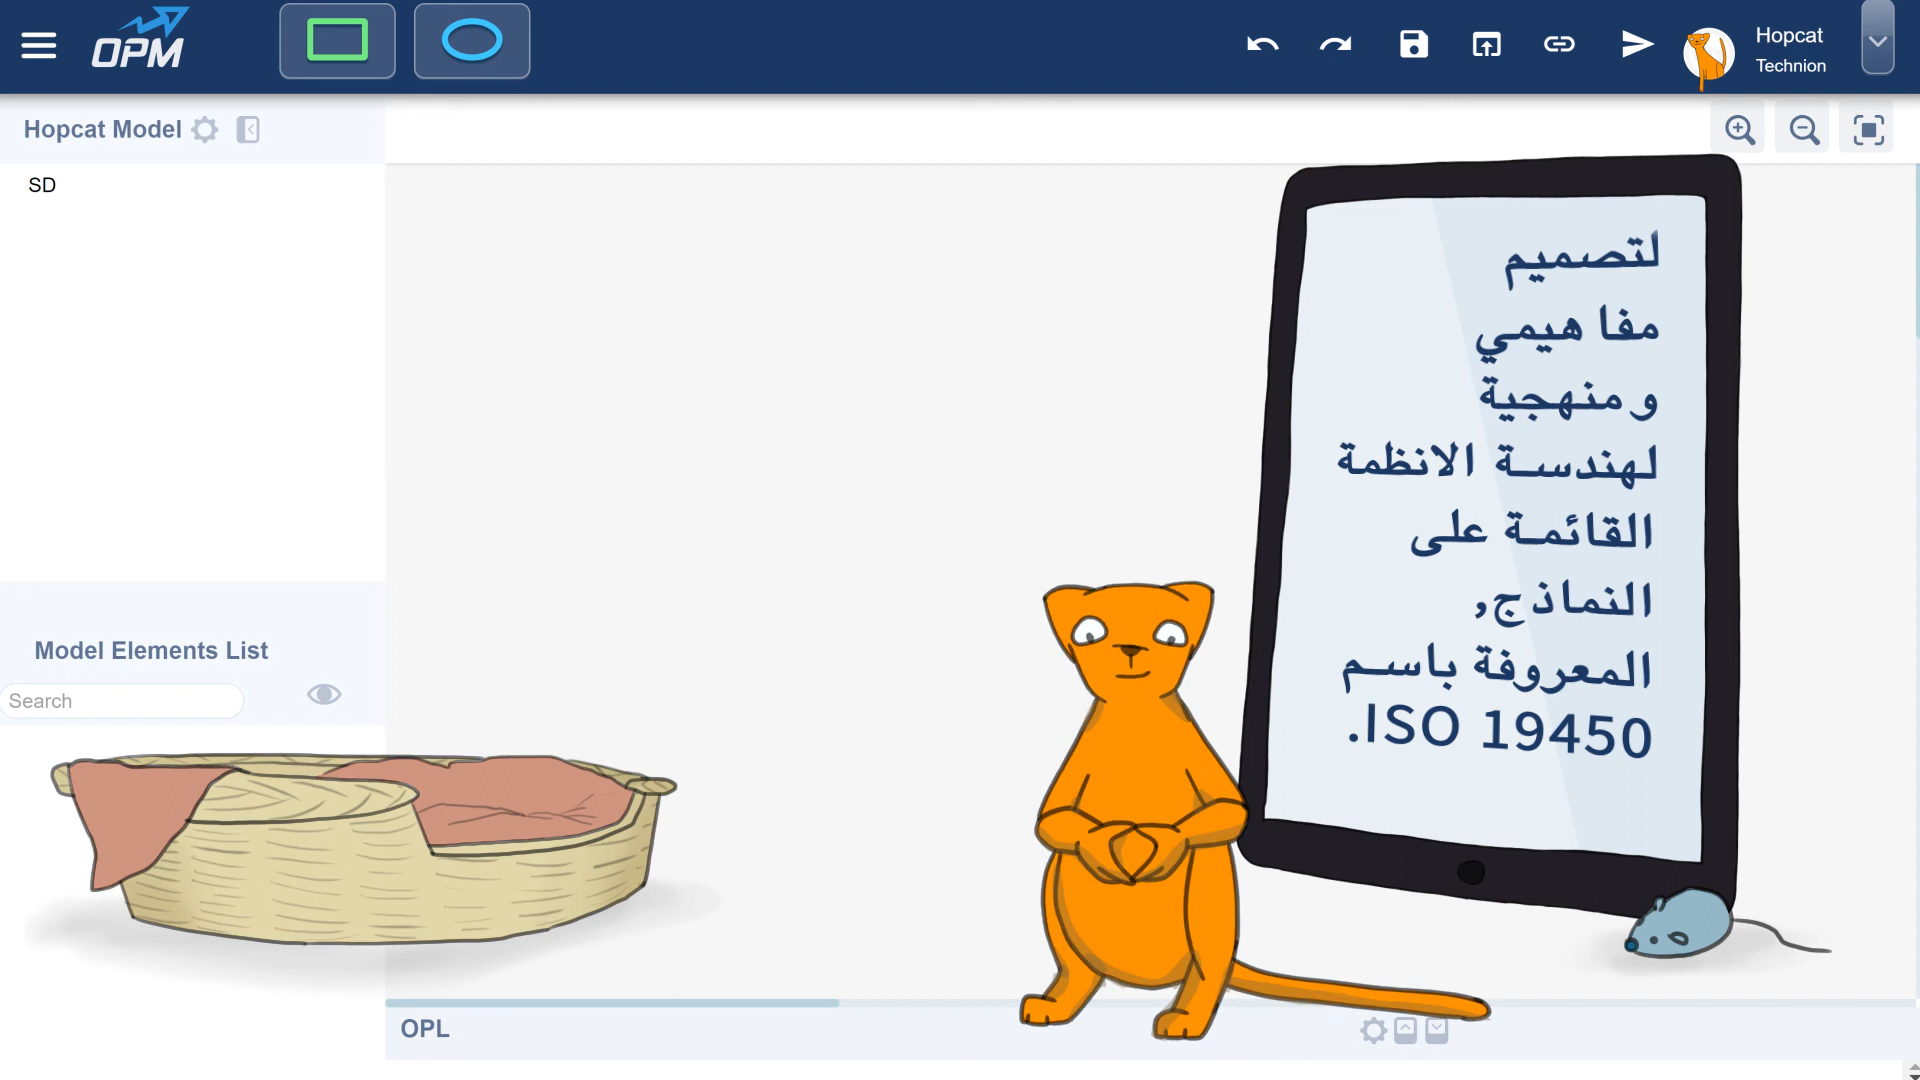 OPM
Hopcat
Technion
Hopcat Model
SD
لتصميم
مفا هيمي
ومنهجية
لهندسة الانظمة
القائمة على
النماذج,
المعروفة باسم
ISO 19450.
Model Elements List
Search
OPL